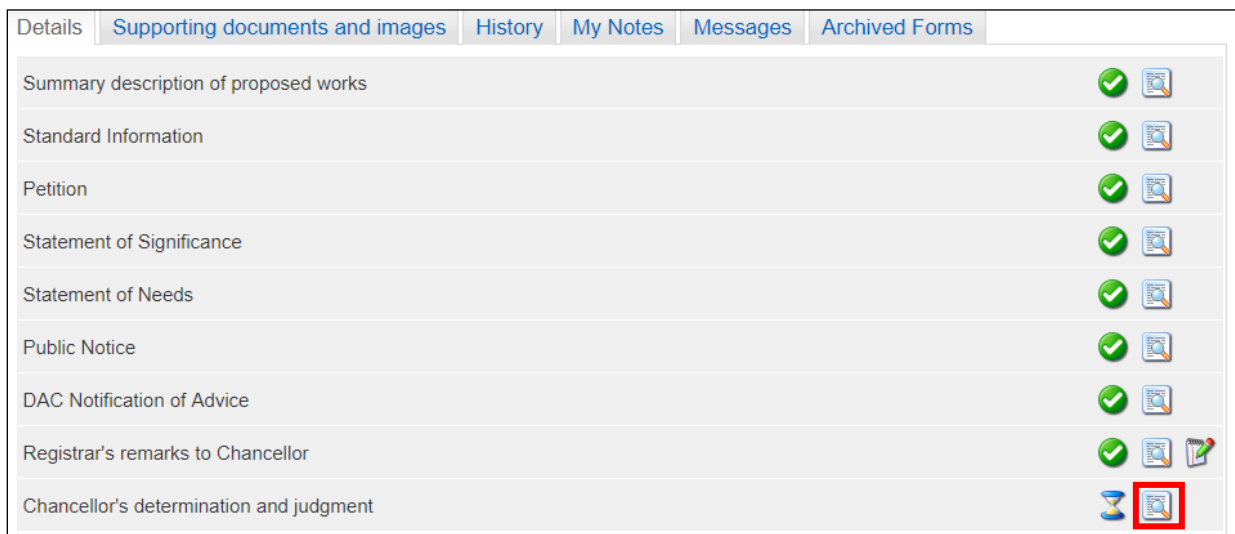 Details Supporting documents and images History My Notes Messages Archived Forms
Summary description of proposed works
Standard Information
Petition
Statement of Significance
Statement of Needs
Public Notice
DAC Notification of Advice
Registrar's remarks to Chancellor
Chancellor's determination and judgment